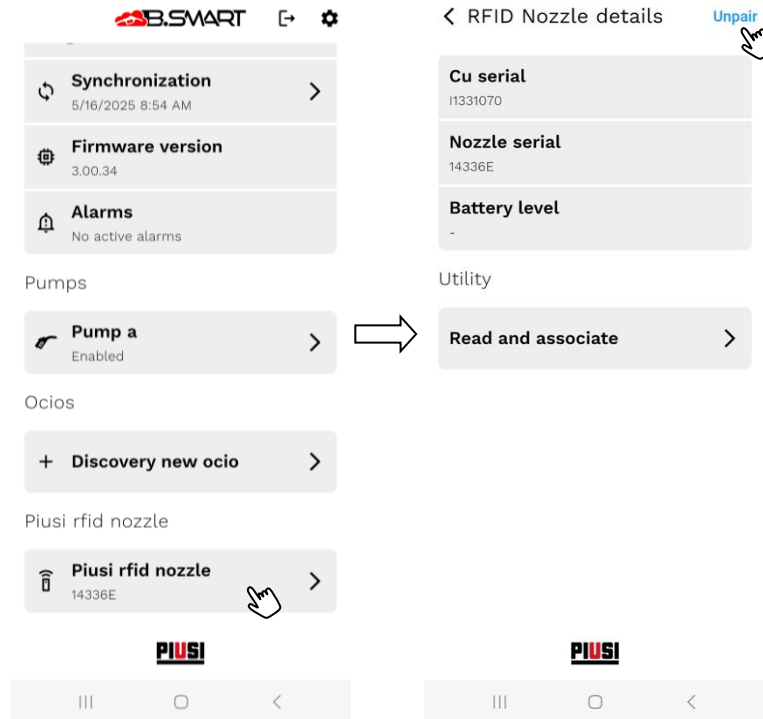 B.SMART
Synchronization
5/16/2025 8:54 AM
Firmware version
3.00.34
Alarms
No active alarms
Pumps
Pump a
Enabled
Ocios
Discovery new ocio
Piusi rfid nozzle
Piusi rfid nozzle
14336E
PIUSI
RFID Nozzle details
Unpair
Cu serial
I1331070
Nozzle serial
14336E
Battery level
-
Utility
Read and associate
PIUSI